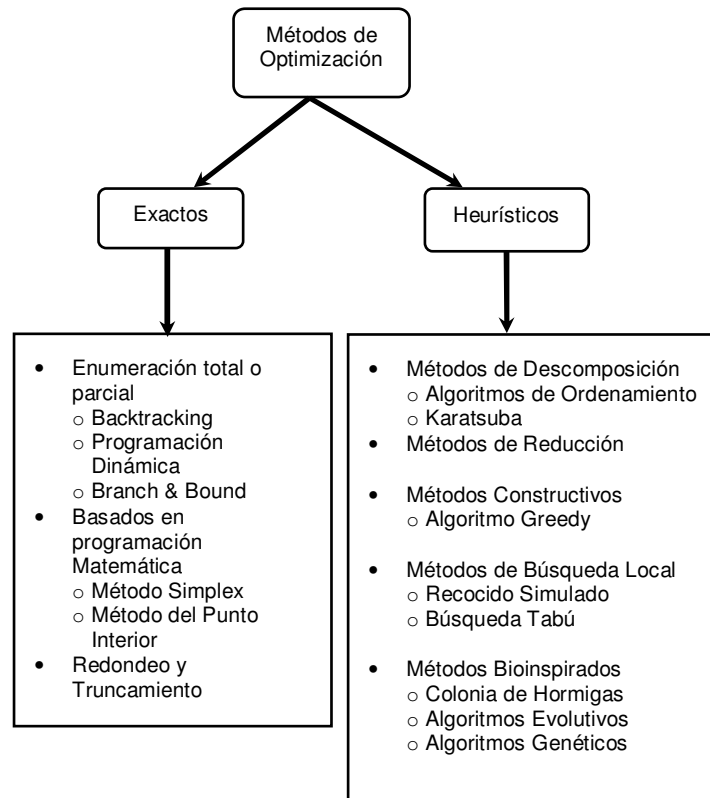 Métodos de
Optimización
Exactos
Heurísticos
• Enumeración total o
parcial
o Backtracking
o Programación
Dinámica
o Branch & Bound
• Basados en
programación
Matemática
o Método Simplex
o Método del Punto
Interior
• Redondeo y
Truncamiento
• Métodos de Descomposición
o Algoritmos de Ordenamiento
o Karatsuba
• Métodos de Reducción
• Métodos Constructivos
o Algoritmo Greedy
• Métodos de Búsqueda Local
o Recocido Simulado
o Búsqueda Tabú
• Métodos Bioinspirados
o Colonia de Hormigas
o Algoritmos Evolutivos
o Algoritmos Genéticos